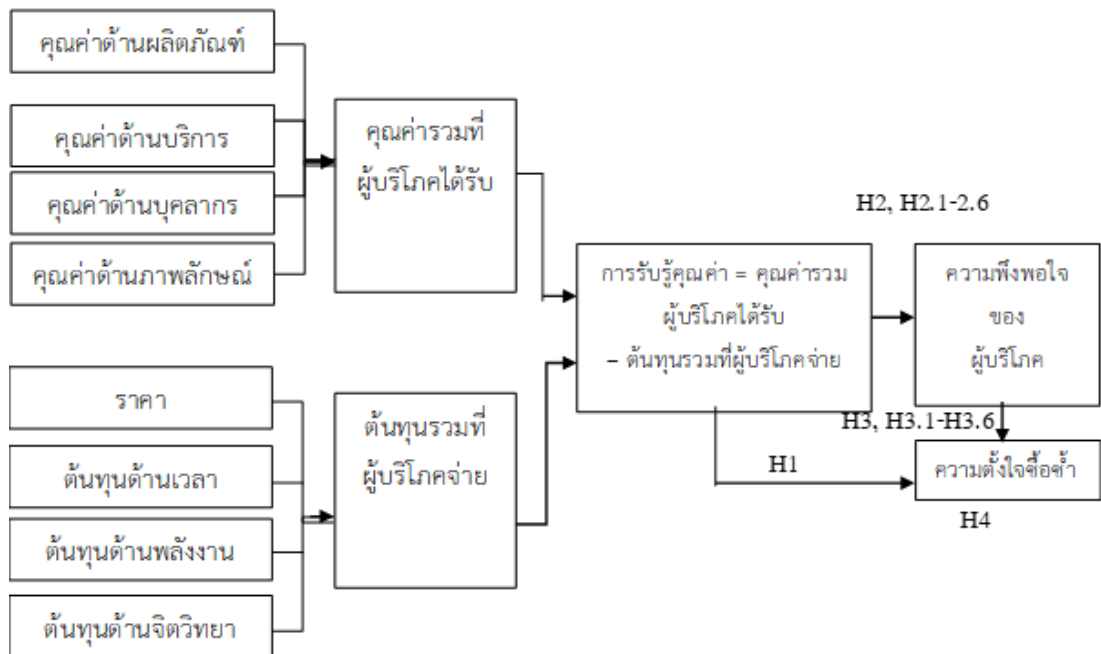 คุณค่าด้านผลิตภัณฑ์
คุณค่าด้านบริการ
คุณค่าด้านบุคลากร
คุณค่าด้านภาพลักษณ์
คุณค่ารวมที่
ผู้บริโภคได้รับ
ราคา
ต้นทุนด้านเวลา
ต้นทุนด้านพลังงาน
ต้นทุนด้านจิตวิทยา
ต้นทุนรวมที่
ผู้บริโภคจ่าย
การรับรู้คุณค่า = คุณค่ารวม
ผู้บริโภคได้รับ
– ต้นทุนรวมที่ผู้บริโภคจ่าย
H2, H2.1-2.6
ความพึงพอใจ
ของ
ผู้บริโภค
H3, H3.1-H3.6
H1
ความตั้งใจซื้อซ้ำ
H4